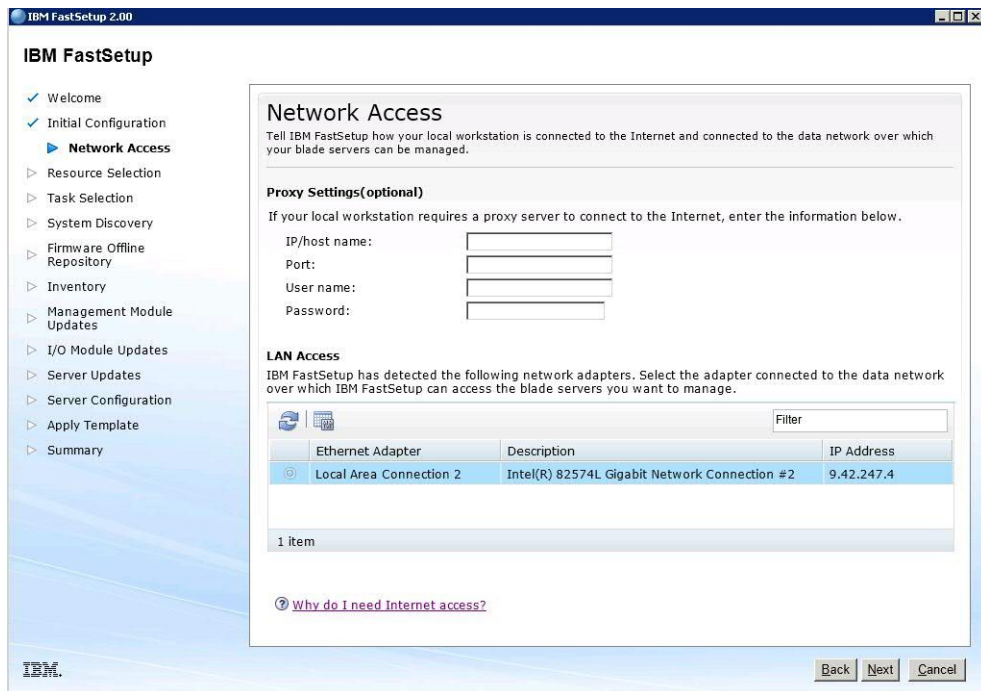 IBM FastSetup 2.00
IBM FastSetup
Welcome
Initial Configuration
Network Access
Resource Selection
Task Selection
System Discovery
Firmware Offline
Repository
Inventory
Management Module
Updates
I/O Module Updates
Server Updates
Server Configuration
Apply Template
Summary
Network Access
Tell IBM FastSetup how your local workstation is connected to the Internet and connected to the data network over which
your blade servers can be managed.
Proxy Settings(optional)
If your local workstation requires a proxy server to connect to the Internet, enter the information below.
IP/host name:
Port:
User name:
Password:
LAN Access
IBM FastSetup has detected the following network adapters. Select the adapter connected to the data network
over which IBM FastSetup can access the blade servers you want to manage.
Filter
Ethernet Adapter Description IP Address
Local Area Connection 2 Intel(R) 82574L Gigabit Network Connection #2 9.42.247.4
1 item
? Why do I need Internet access?
IBM.
Back Next Cancel